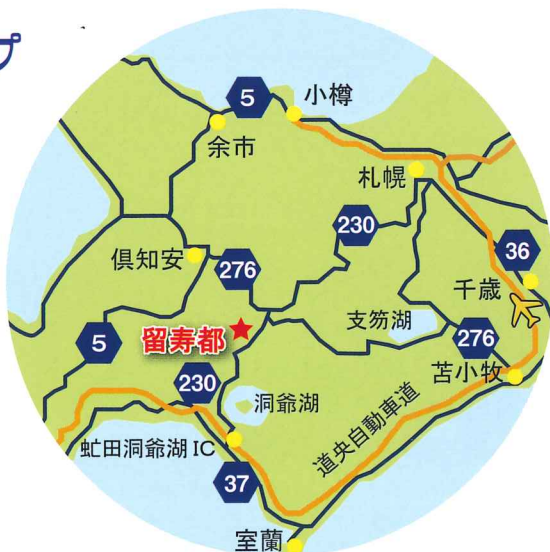 プ
5
小樽
余市
札幌
230
36
倶知安
276
千歳
支笏湖
276
留寿都
5
苫小牧
230
洞爺湖
道央自動車道
虻田洞爺湖IC
37
室蘭